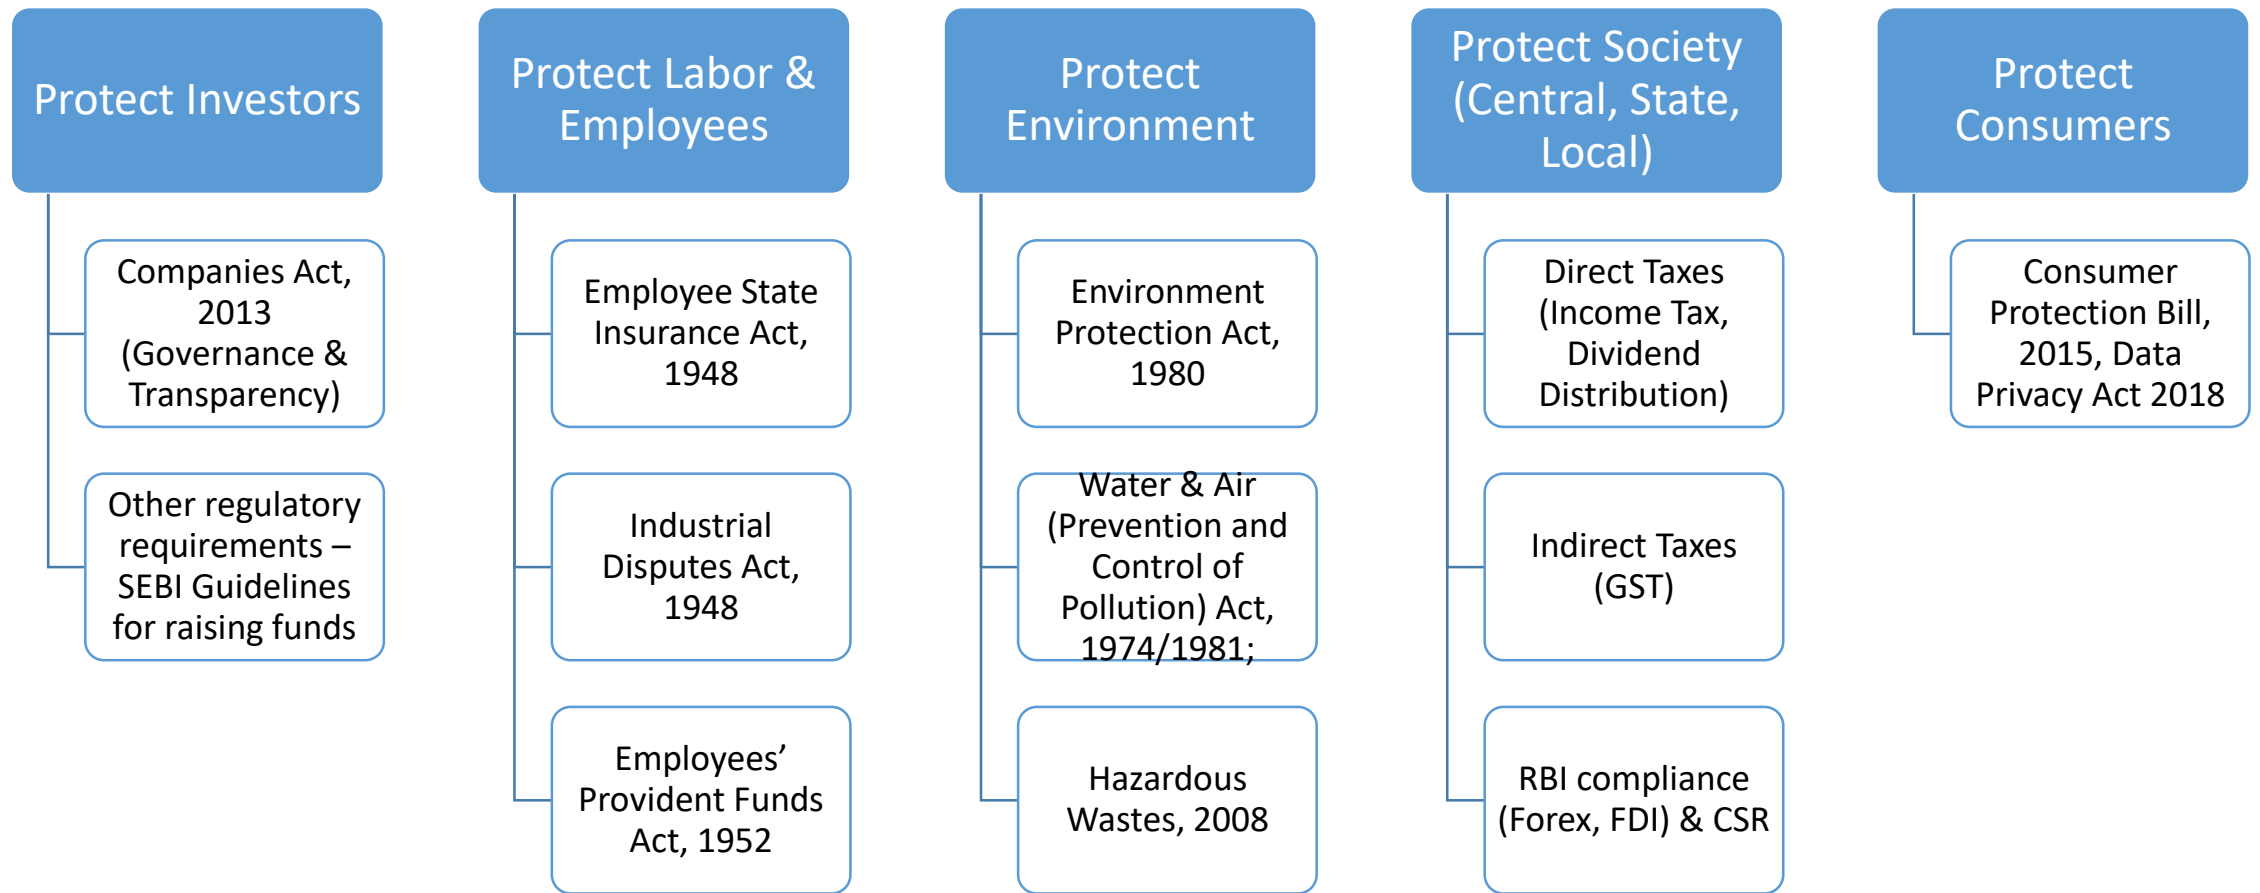 Protect Investors
Companies Act,
2013
(Governance &
Transparency)
Other regulatory
requirements –
SEBI Guidelines
for raising funds
Protect Labor &
Employees
Employee State
Insurance Act,
1948
Industrial
Disputes Act,
1948
Employees’
Provident Funds
Act, 1952
Protect
Environment
Environment
Protection Act,
1980
Water & Air
(Prevention and
Control of
Pollution) Act,
1974/1981;
Hazardous
Wastes, 2008
Protect Society
(Central, State,
Local)
Direct Taxes
(Income Tax,
Dividend
Distribution)
Indirect Taxes
(GST)
RBI compliance
(Forex, FDI) & CSR
Protect
Consumers
Consumer
Protection Bill,
2015, Data
Privacy Act 2018